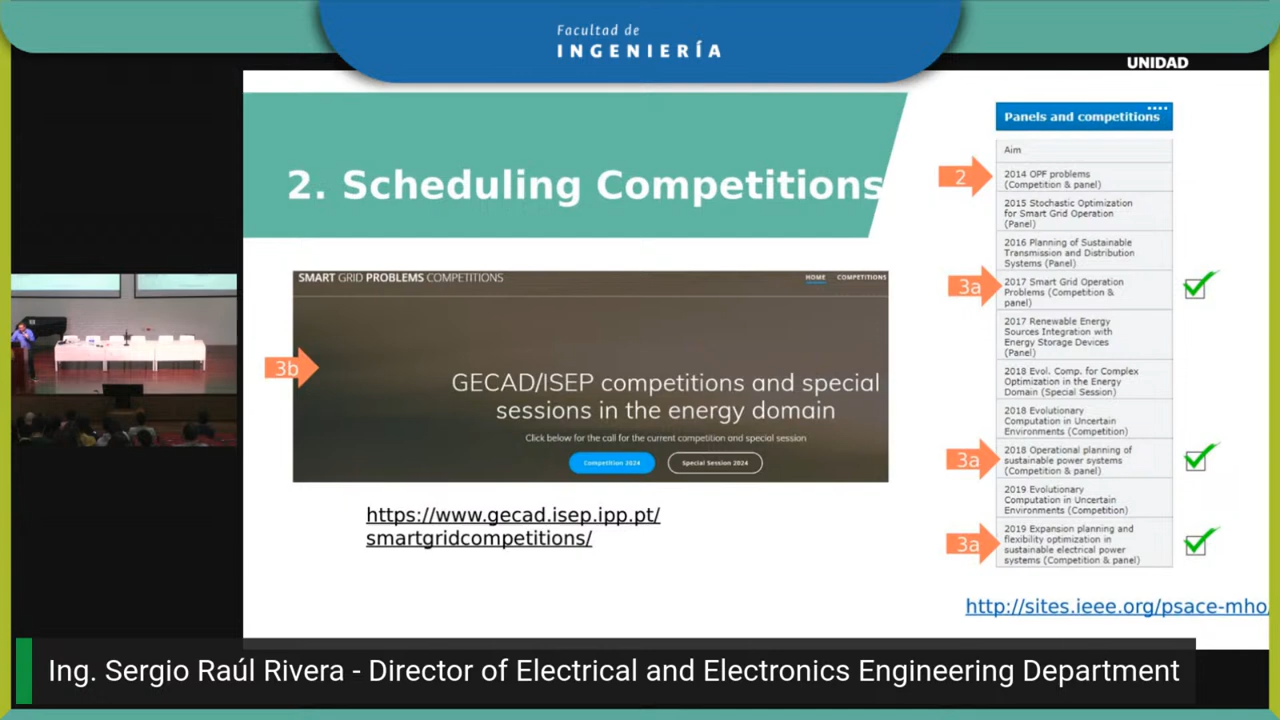 Facultad de
INGENIERÍA
UNIDAD
2. Scheduling Competitions
SMART GRID PROBLEMS COMPETITIONS
HOME
COMPETITIONS
3b
GECAD/ISEP competitions and special
sessions in the energy domain
Click below for the call for the current competition and special session
Competition 2024
Special Session 2024
https://www.gecad.isep.ipp.pt/
smartgridcompetitions/
Panels and competitions
Aim
2
2014 OPF problems
(Competition & panel)
2015 Stochastic Optimization
for Smart Grid Operation
(Panel)
2016 Planning of Sustainable
Transmission and Distribution
Systems (Panel)
3a
2017 Smart Grid Operation
Problems (Competition &
panel)
2017 Renewable Energy
Sources Integration with
Energy Storage Devices
(Panel)
2018 Evol. Comp. for Complex
Optimization in the Energy
Domain (Special Session)
2018 Evolutionary
Computation in Uncertain
Environments (Competition)
3a
2018 Operational planning of
sustainable power systems
(Competition & panel)
2019 Evolutionary
Computation in Uncertain
Environments (Competition)
3a
2019 Expansion planning and
flexibility optimization in
sustainable electrical power
systems (Competition & panel)
http://sites.ieee.org/psace-mho/
Ing. Sergio Raúl Rivera - Director of Electrical and Electronics Engineering Department